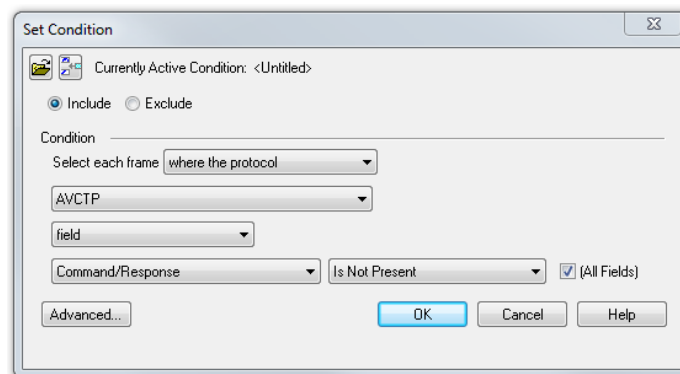 Set Condition
Currently Active Condition: <Untitled>
Include Exclude
Condition
Select each frame where the protocol
AVCTP
field
Command/Response Is Not Present (All Fields)
Advanced... OK Cancel Help